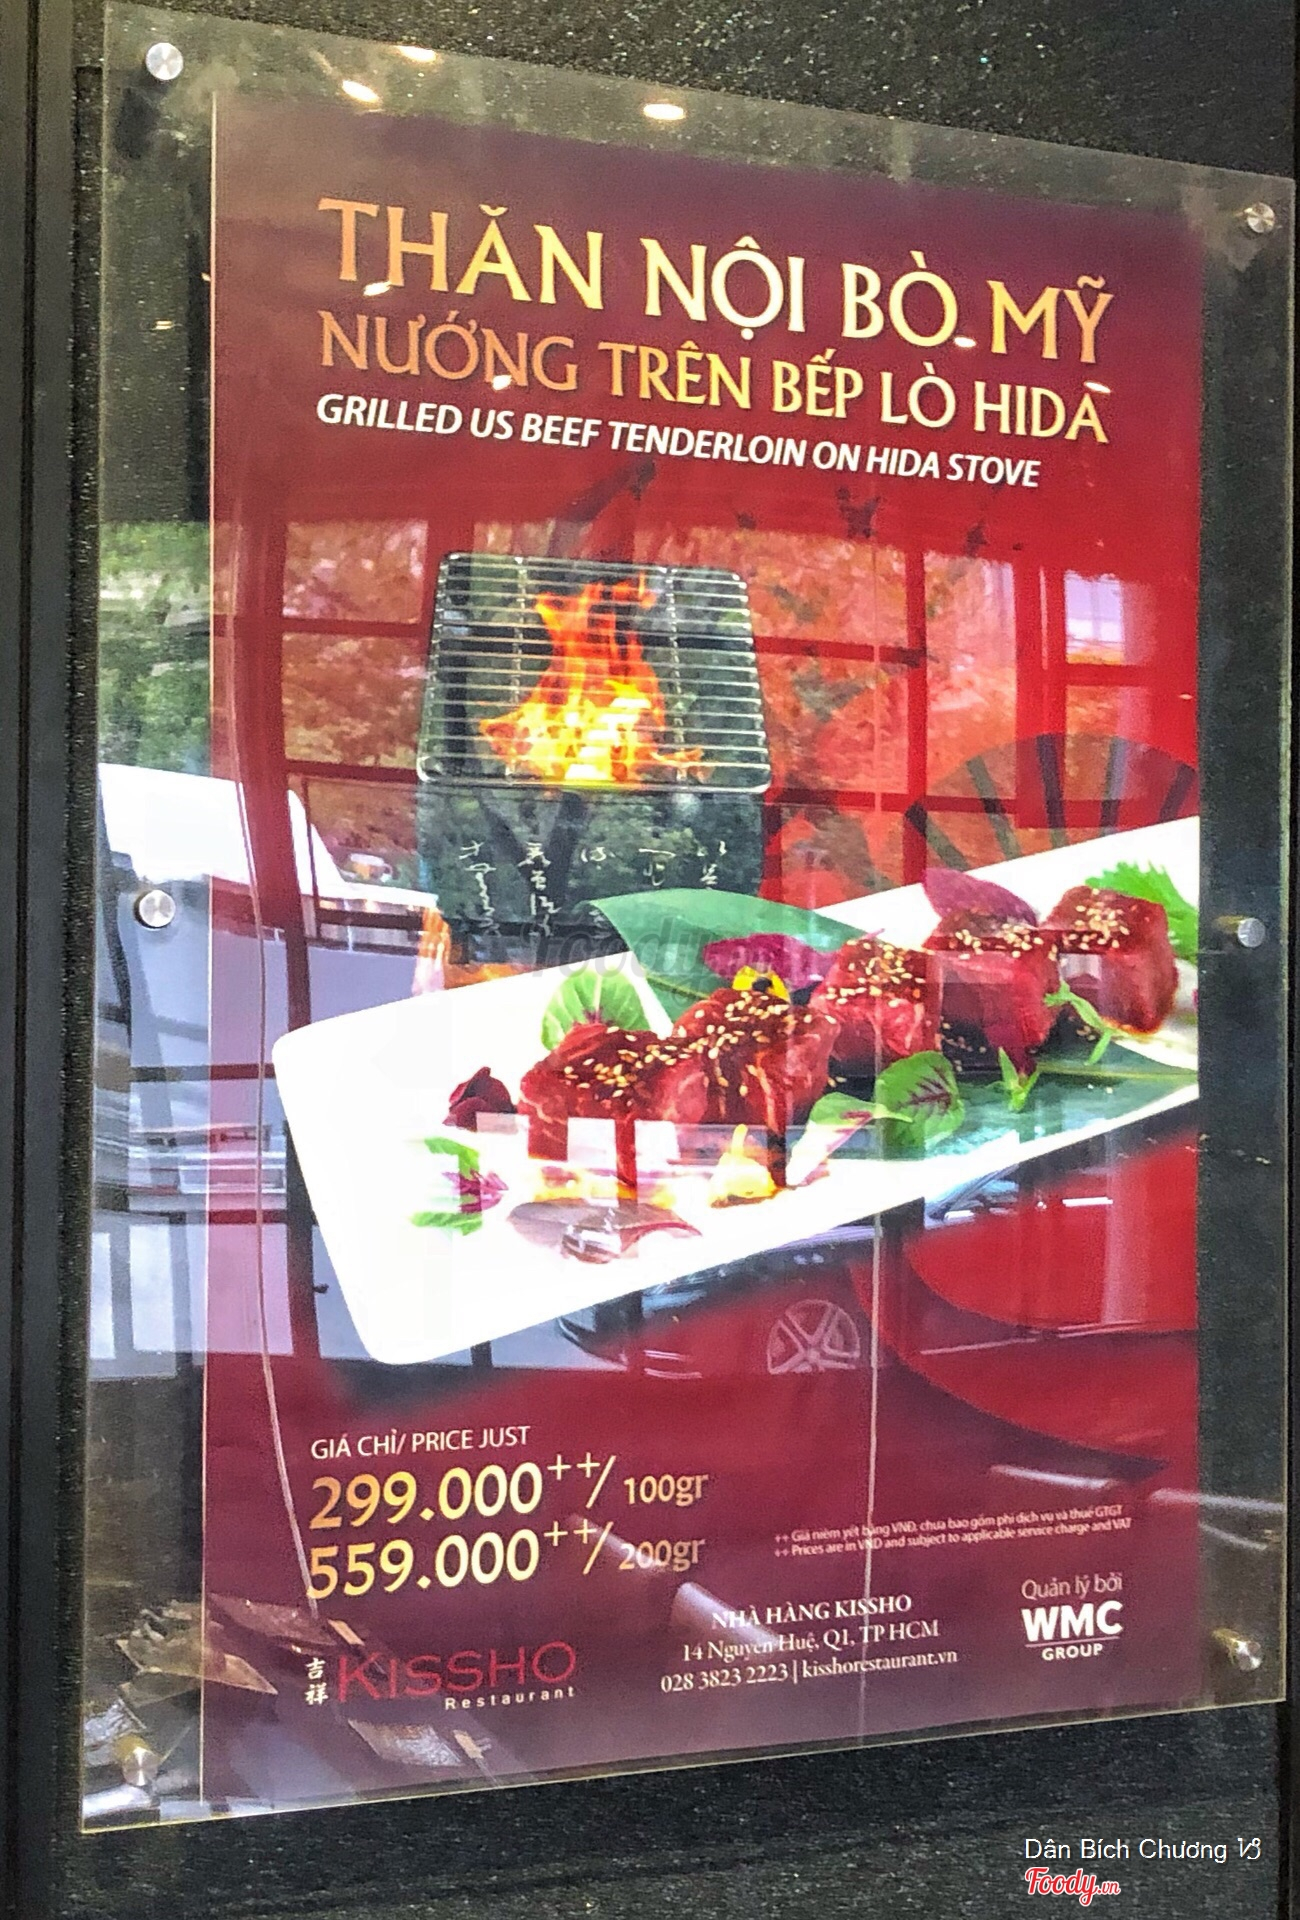 THĂN NỘI BÒ MỸ
NƯỚNG TRÊN BẾP LÒ HIDA
GRILLED US BEEF TENDERLOIN ON HIDA STOVE
foody
GIÁ CHỈ/ PRICE JUST
299.000++/ 100gr
559.000++/ 200gr
++ Giá niêm yết bằng VNĐ, chưa bao gồm phí dịch vụ và thuế GTGT
++ Prices are in VND and subject to applicable service charge and VAT
NHÀ HÀNG KISSHO
14 Nguyễn Huệ, Q1, TP HCM
028 3823 2223 | kisshorestaurant.vn
Quản lý bởi
WMC
GROUP
吉祥 KISSHO
Restaurant
Dân Bích Chương
Foody.vn